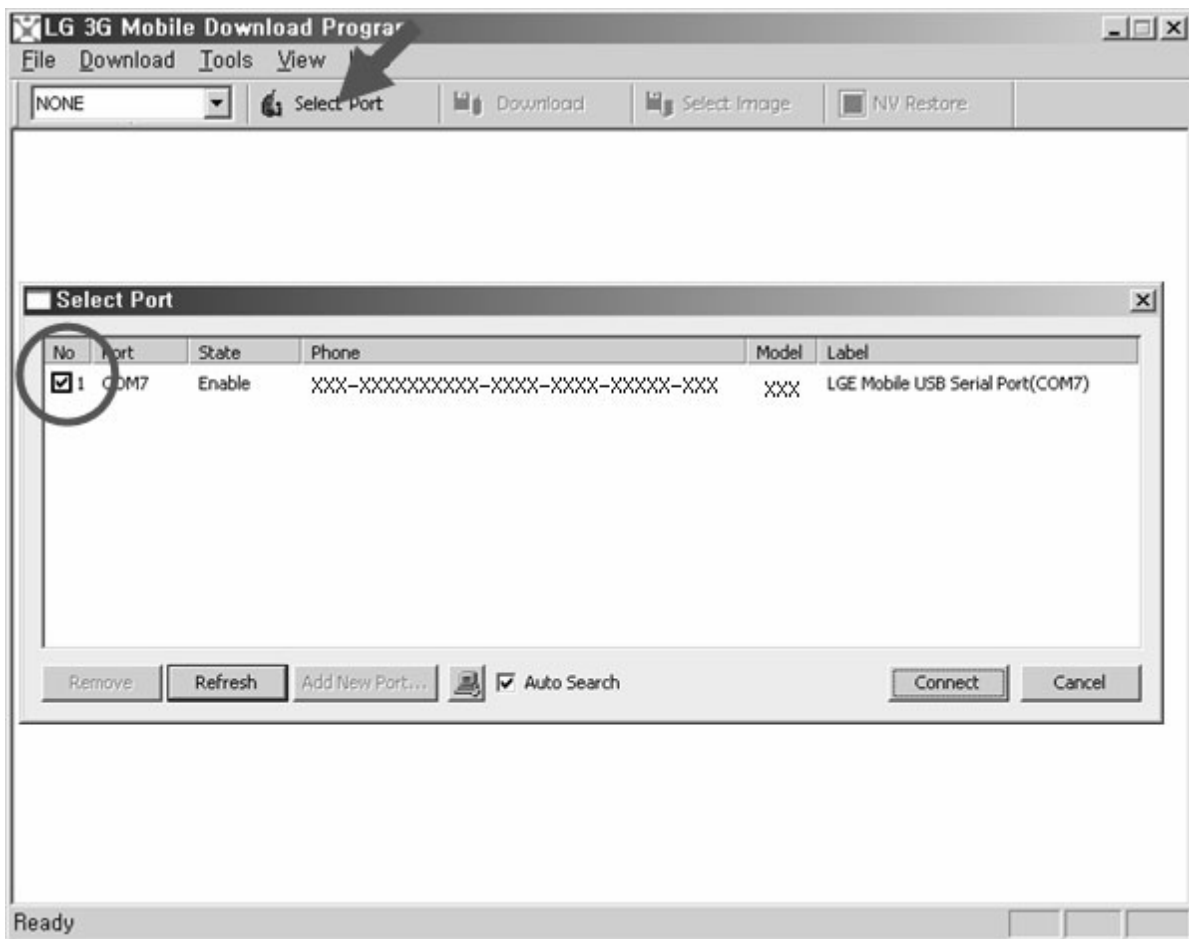 LG 3G Mobile Download
File Download Tools View
NONE Select Port Download Select Image NV Restore
Select Port
No Port State Phone Model Label
1 COM7 Enable XXX-XXXXXXXXXX-XXXX-XXXX-XXXXX-XXX XXX LGE Mobile USB Serial Port(COM7)
Remove Refresh Add New Port... Auto Search Connect Cancel
Ready